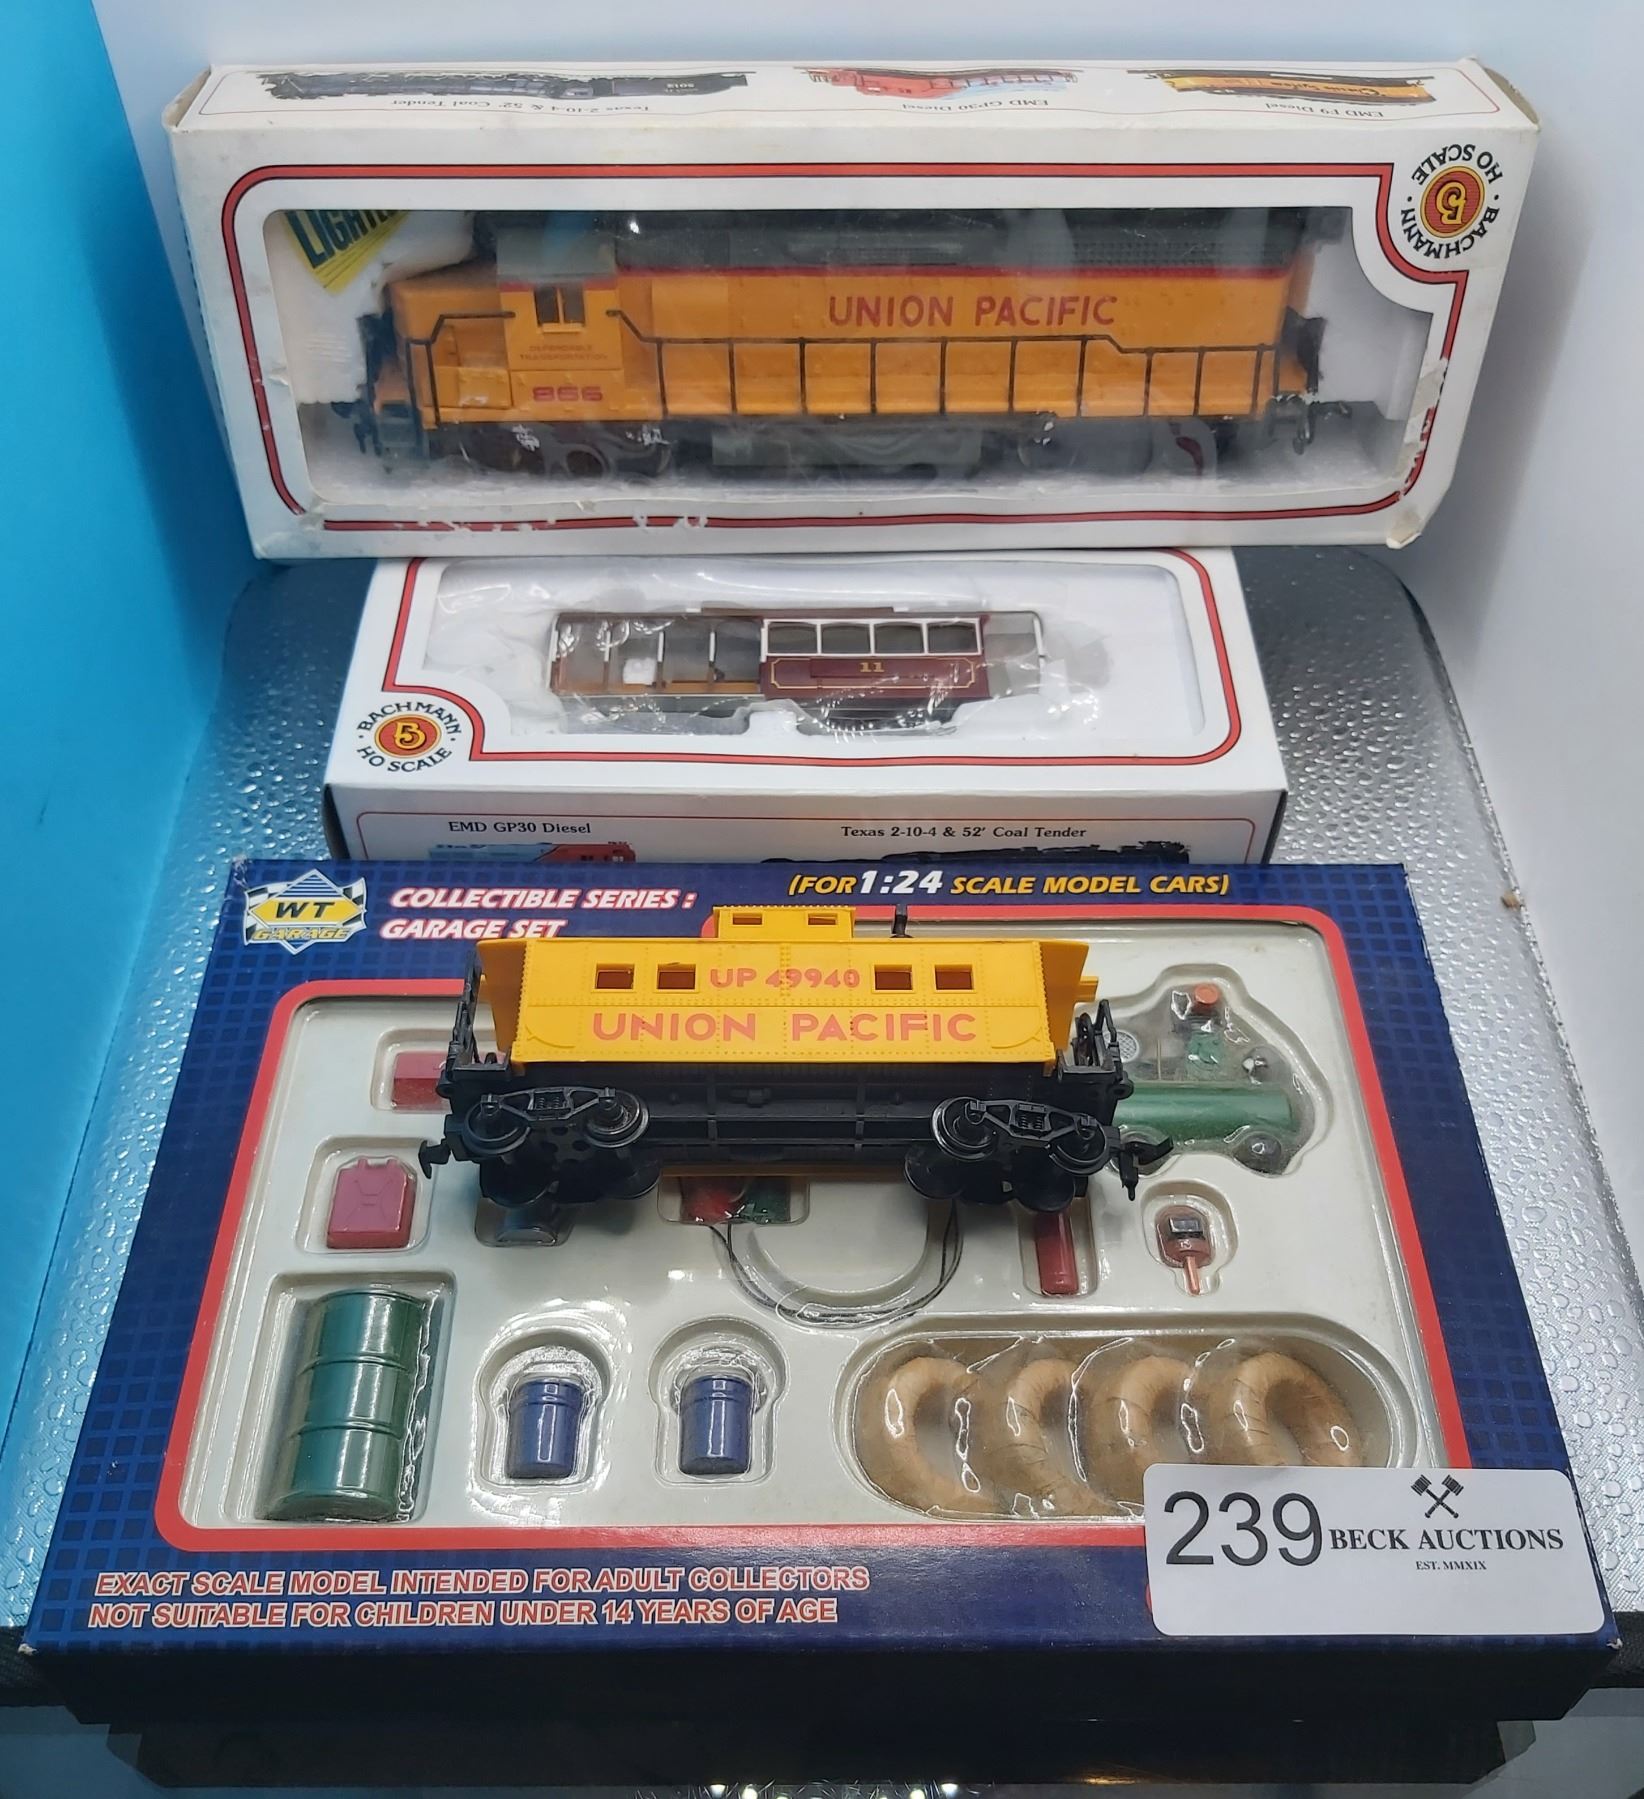 Texas 2-10-4 & 52' Coal Tender
EMD GP30 Diesel
EMD F9 Diesel
BACHMANN
HO SCALE
UNION PACIFIC
DEPENDABLE
TRANSPORTATION
866
11
BACHMANN
HO SCALE
EMD GP30 Diesel
Texas 2-10-4 & 52' Coal Tender
WT
GARAGE
COLLECTIBLE SERIES:
GARAGE SET
(FOR 1:24 SCALE MODEL CARS)
UP 49940
UNION PACIFIC
EXACT SCALE MODEL INTENDED FOR ADULT COLLECTORS
NOT SUITABLE FOR CHILDREN UNDER 14 YEARS OF AGE
239
BECK AUCTIONS
EST. MMXIX